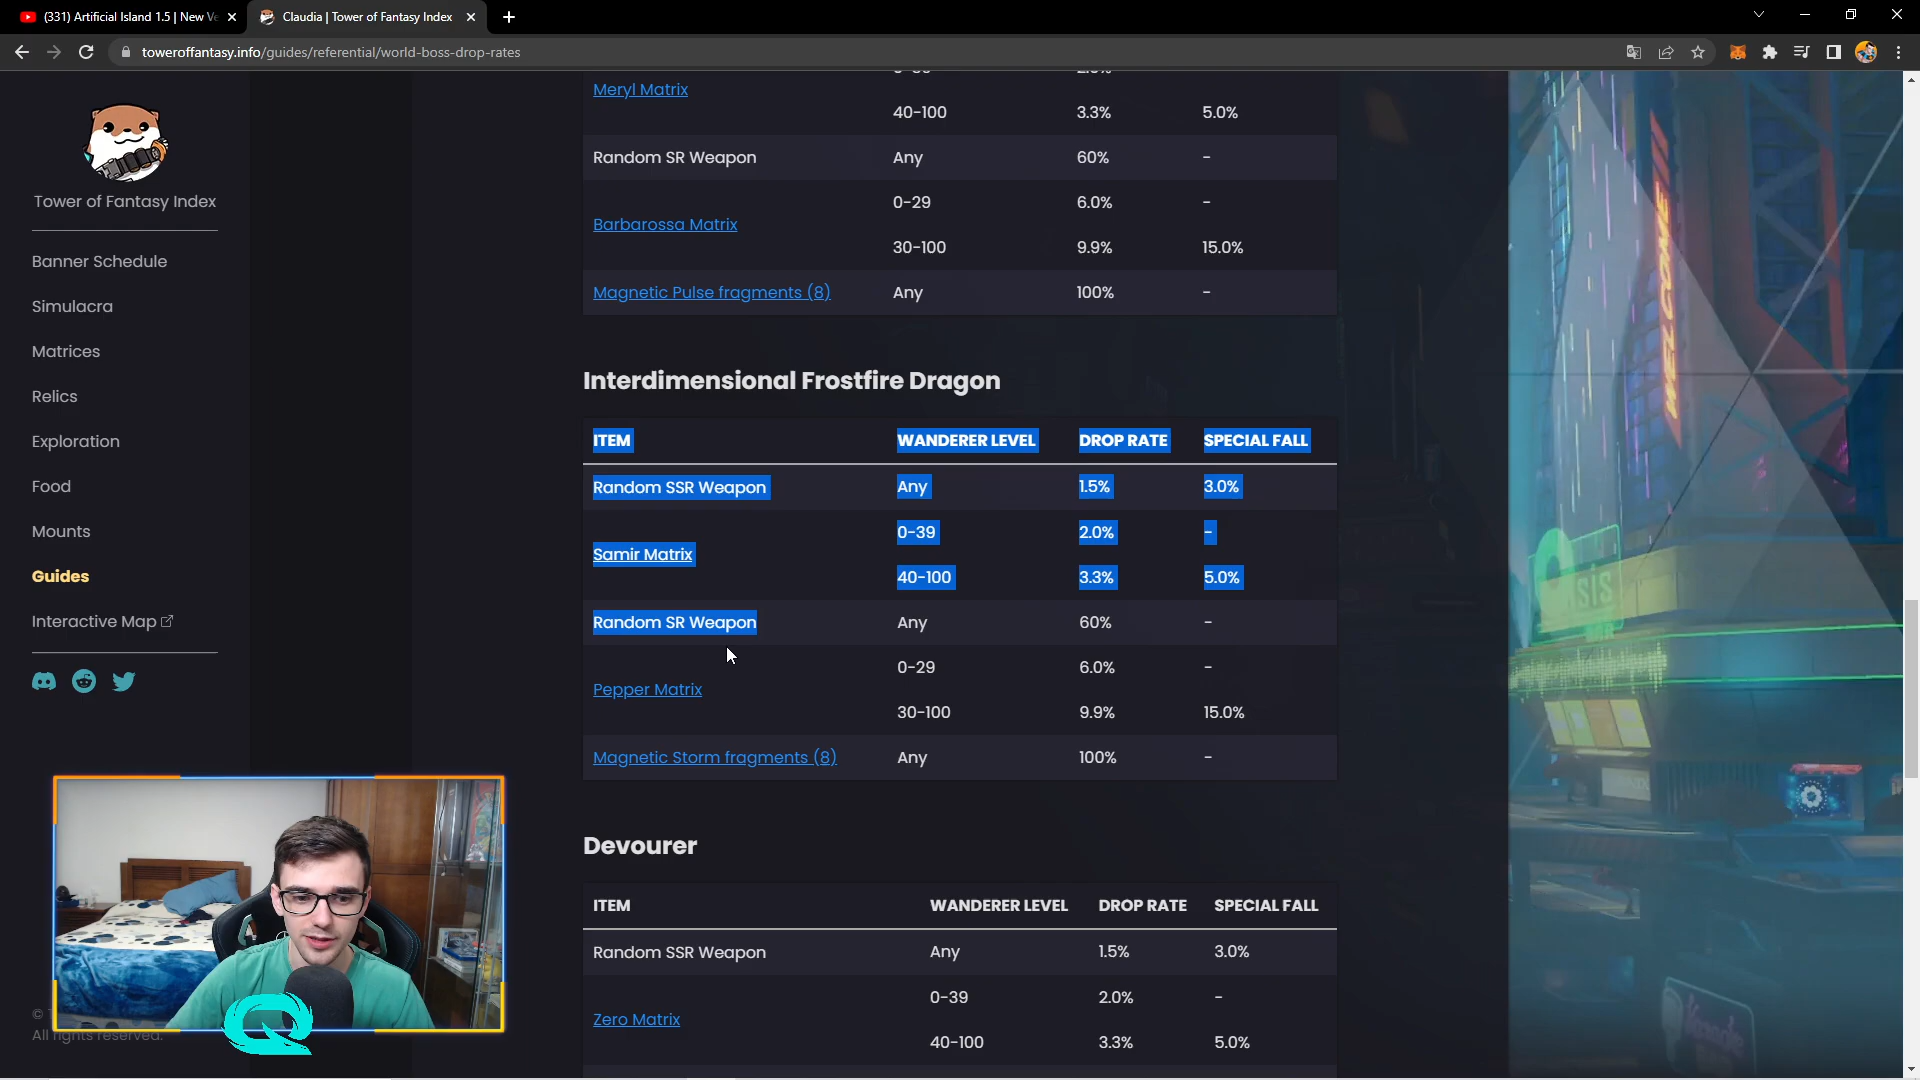 (331) Artificial Island 1.5 | New Ve
Claudia | Tower of Fantasy Index
toweroffantasy.info/guides/referential/world-boss-drop-rates
Tower of Fantasy Index
Banner Schedule
Simulacra
Matrices
Relics
Exploration
Food
Mounts
Guides
Interactive Map
©
All rights reserved.
Meryl Matrix
40-100 3.3% 5.0%
Random SR Weapon Any 60% -
0-29 6.0% -
Barbarossa Matrix
30-100 9.9% 15.0%
Magnetic Pulse fragments (8) Any 100% -
Interdimensional Frostfire Dragon
ITEM WANDERER LEVEL DROP RATE SPECIAL FALL
Random SSR Weapon Any 1.5% 3.0%
0-39 2.0% -
Samir Matrix
40-100 3.3% 5.0%
Random SR Weapon Any 60% -
0-29 6.0% -
Pepper Matrix
30-100 9.9% 15.0%
Magnetic Storm fragments (8) Any 100% -
Devourer
ITEM WANDERER LEVEL DROP RATE SPECIAL FALL
Random SSR Weapon Any 1.5% 3.0%
0-39 2.0% -
Zero Matrix
40-100 3.3% 5.0%